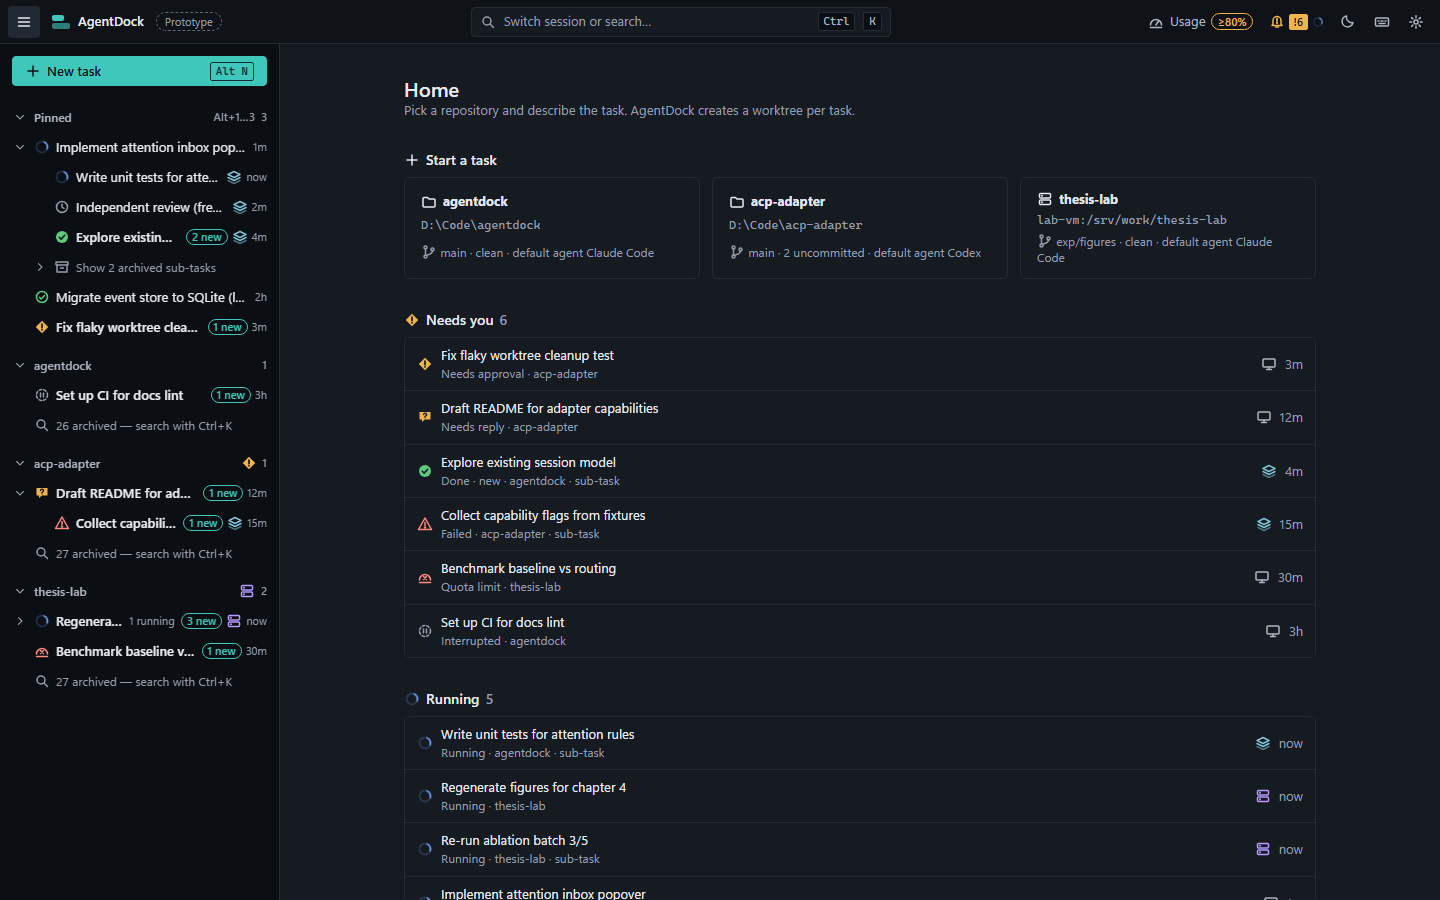 AgentDock
Prototype
Switch session or search...
Ctrl K
Usage ≥80%
!6
New task
Alt N
Pinned
Alt+1…3 3
Implement attention inbox pop...
1m
Write unit tests for atte...
now
Independent review (fre...
2m
Explore existin...
2 new
4m
Show 2 archived sub-tasks
Migrate event store to SQLite (l...
2h
Fix flaky worktree clea...
1 new
3m
agentdock
1
Set up CI for docs lint
1 new
3h
26 archived — search with Ctrl+K
acp-adapter
1
Draft README for ad...
1 new
12m
Collect capabili...
1 new
15m
27 archived — search with Ctrl+K
thesis-lab
2
Regenera...
1 running
3 new
now
Benchmark baseline v...
1 new
30m
27 archived — search with Ctrl+K
Home
Pick a repository and describe the task. AgentDock creates a worktree per task.
Start a task
agentdock
D:\Code\agentdock
main · clean · default agent Claude Code
acp-adapter
D:\Code\acp-adapter
main · 2 uncommitted · default agent Codex
thesis-lab
lab-vm:/srv/work/thesis-lab
exp/figures · clean · default agent Claude
Code
Needs you 6
Fix flaky worktree cleanup test
Needs approval · acp-adapter
3m
Draft README for adapter capabilities
Needs reply · acp-adapter
12m
Explore existing session model
Done · new · agentdock · sub-task
4m
Collect capability flags from fixtures
Failed · acp-adapter · sub-task
15m
Benchmark baseline vs routing
Quota limit · thesis-lab
30m
Set up CI for docs lint
Interrupted · agentdock
3h
Running 5
Write unit tests for attention rules
Running · agentdock · sub-task
now
Regenerate figures for chapter 4
Running · thesis-lab
now
Re-run ablation batch 3/5
Running · thesis-lab · sub-task
now
Implement attention inbox popover